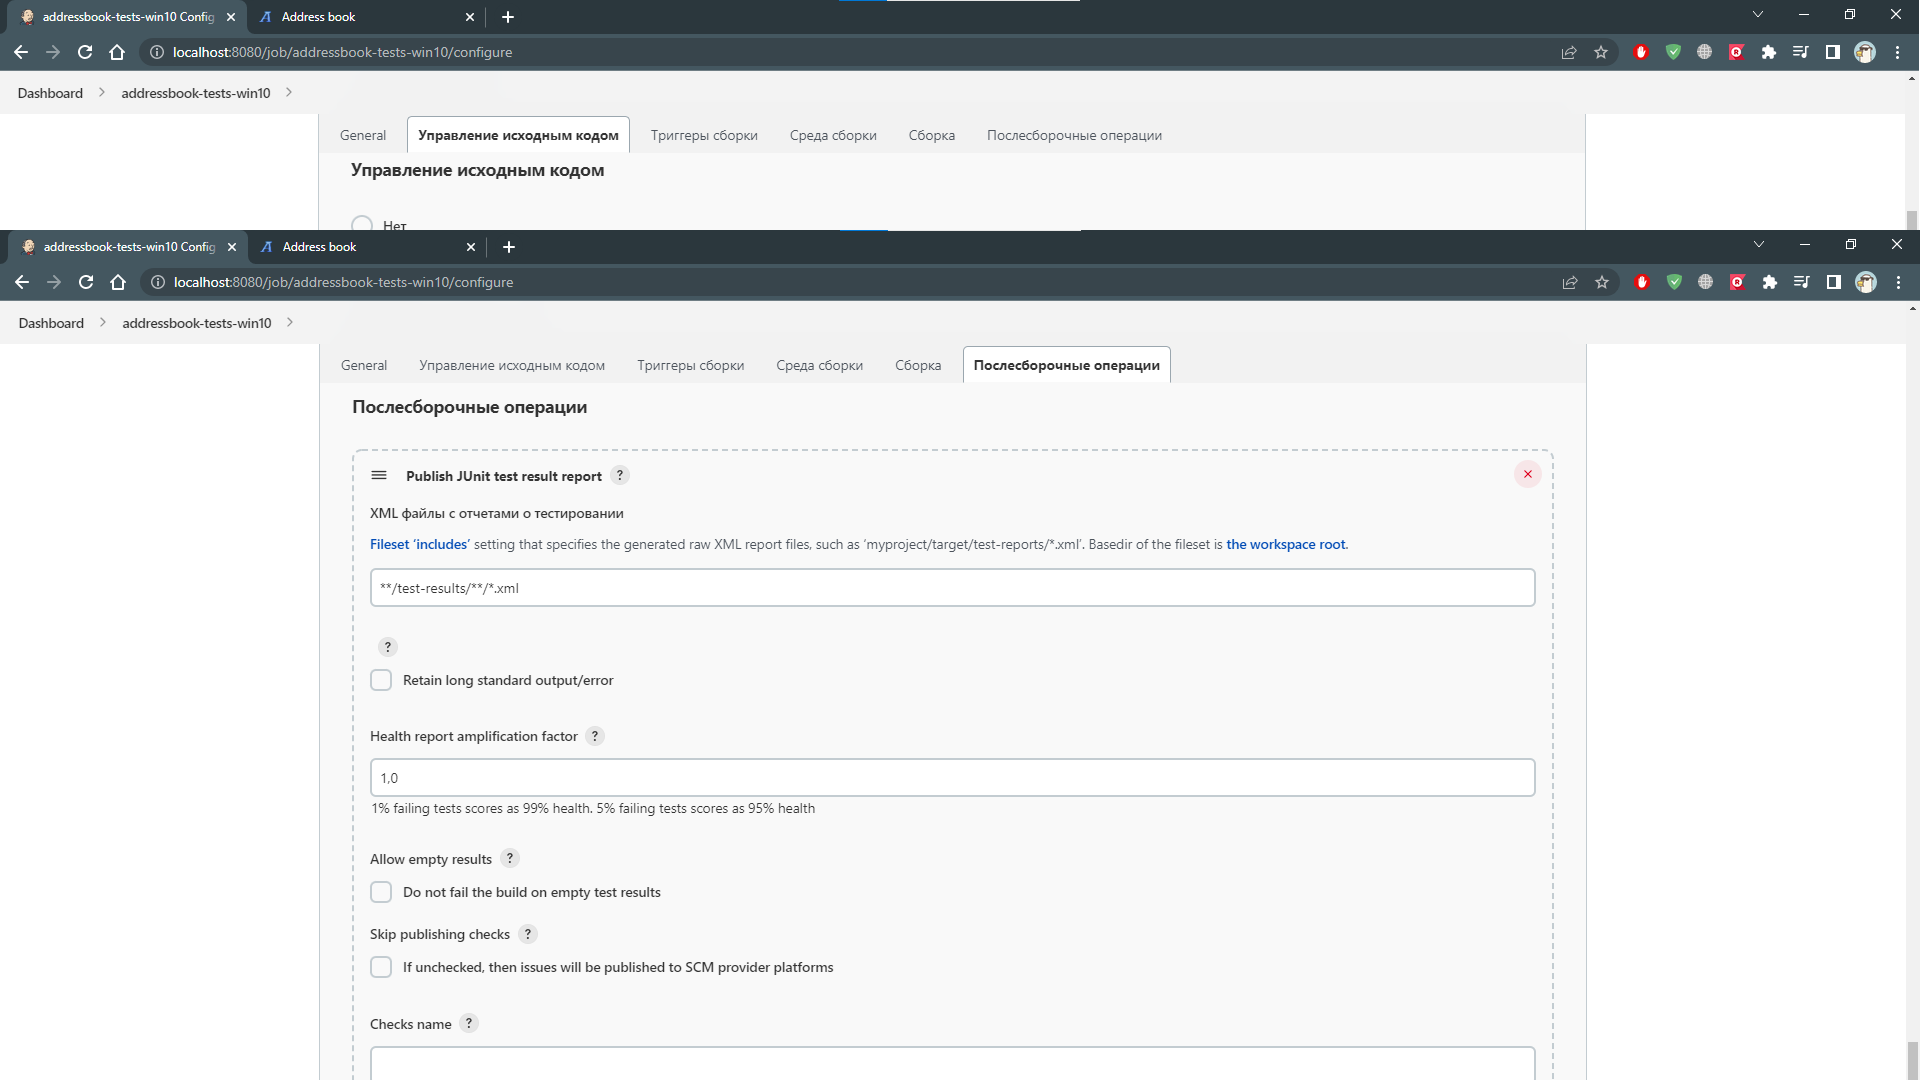 addressbook-tests-win10 Config
Address book
localhost:8080/job/addressbook-tests-win10/configure
Dashboard
addressbook-tests-win10
General
Управление исходным кодом
Триггеры сборки
Среда сборки
Сборка
Послесборочные операции
Управление исходным кодом
Нет
addressbook-tests-win10 Config
Address book
localhost:8080/job/addressbook-tests-win10/configure
Dashboard
addressbook-tests-win10
General
Управление исходным кодом
Триггеры сборки
Среда сборки
Сборка
Послесборочные операции
Послесборочные операции
Publish JUnit test result report ?
XML файлы с отчетами о тестировании
Fileset ‘includes’ setting that specifies the generated raw XML report files, such as ‘myproject/target/test-reports/*.xml’. Basedir of the fileset is the workspace root.
**/test-results/**/*.xml
?
Retain long standard output/error
Health report amplification factor ?
1,0
1% failing tests scores as 99% health. 5% failing tests scores as 95% health
Allow empty results ?
Do not fail the build on empty test results
Skip publishing checks ?
If unchecked, then issues will be published to SCM provider platforms
Checks name ?